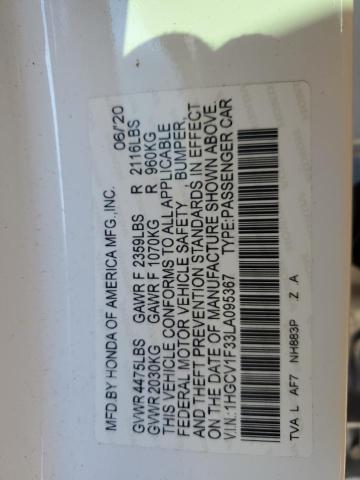 MFD.BY HONDA OF AMERICA MFG.,INC. 06/20
GVWR 4475LBS GAWR F 2359LBS R 2116LBS
GVWR 2030KG GAWR F 1070KG R 960KG
THIS VEHICLE CONFORMS TO ALL APPLICABLE
FEDERAL MOTOR VEHICLE SAFETY , BUMPER,
AND THEFT PREVENTION STANDARDS IN EFFECT
ON THE DATE OF MANUFACTURE SHOWN ABOVE.
V.I.N.:1HGCV1F33LA095367 TYPE:PASSENGER CAR
TVA L AF7 NH883P Z A